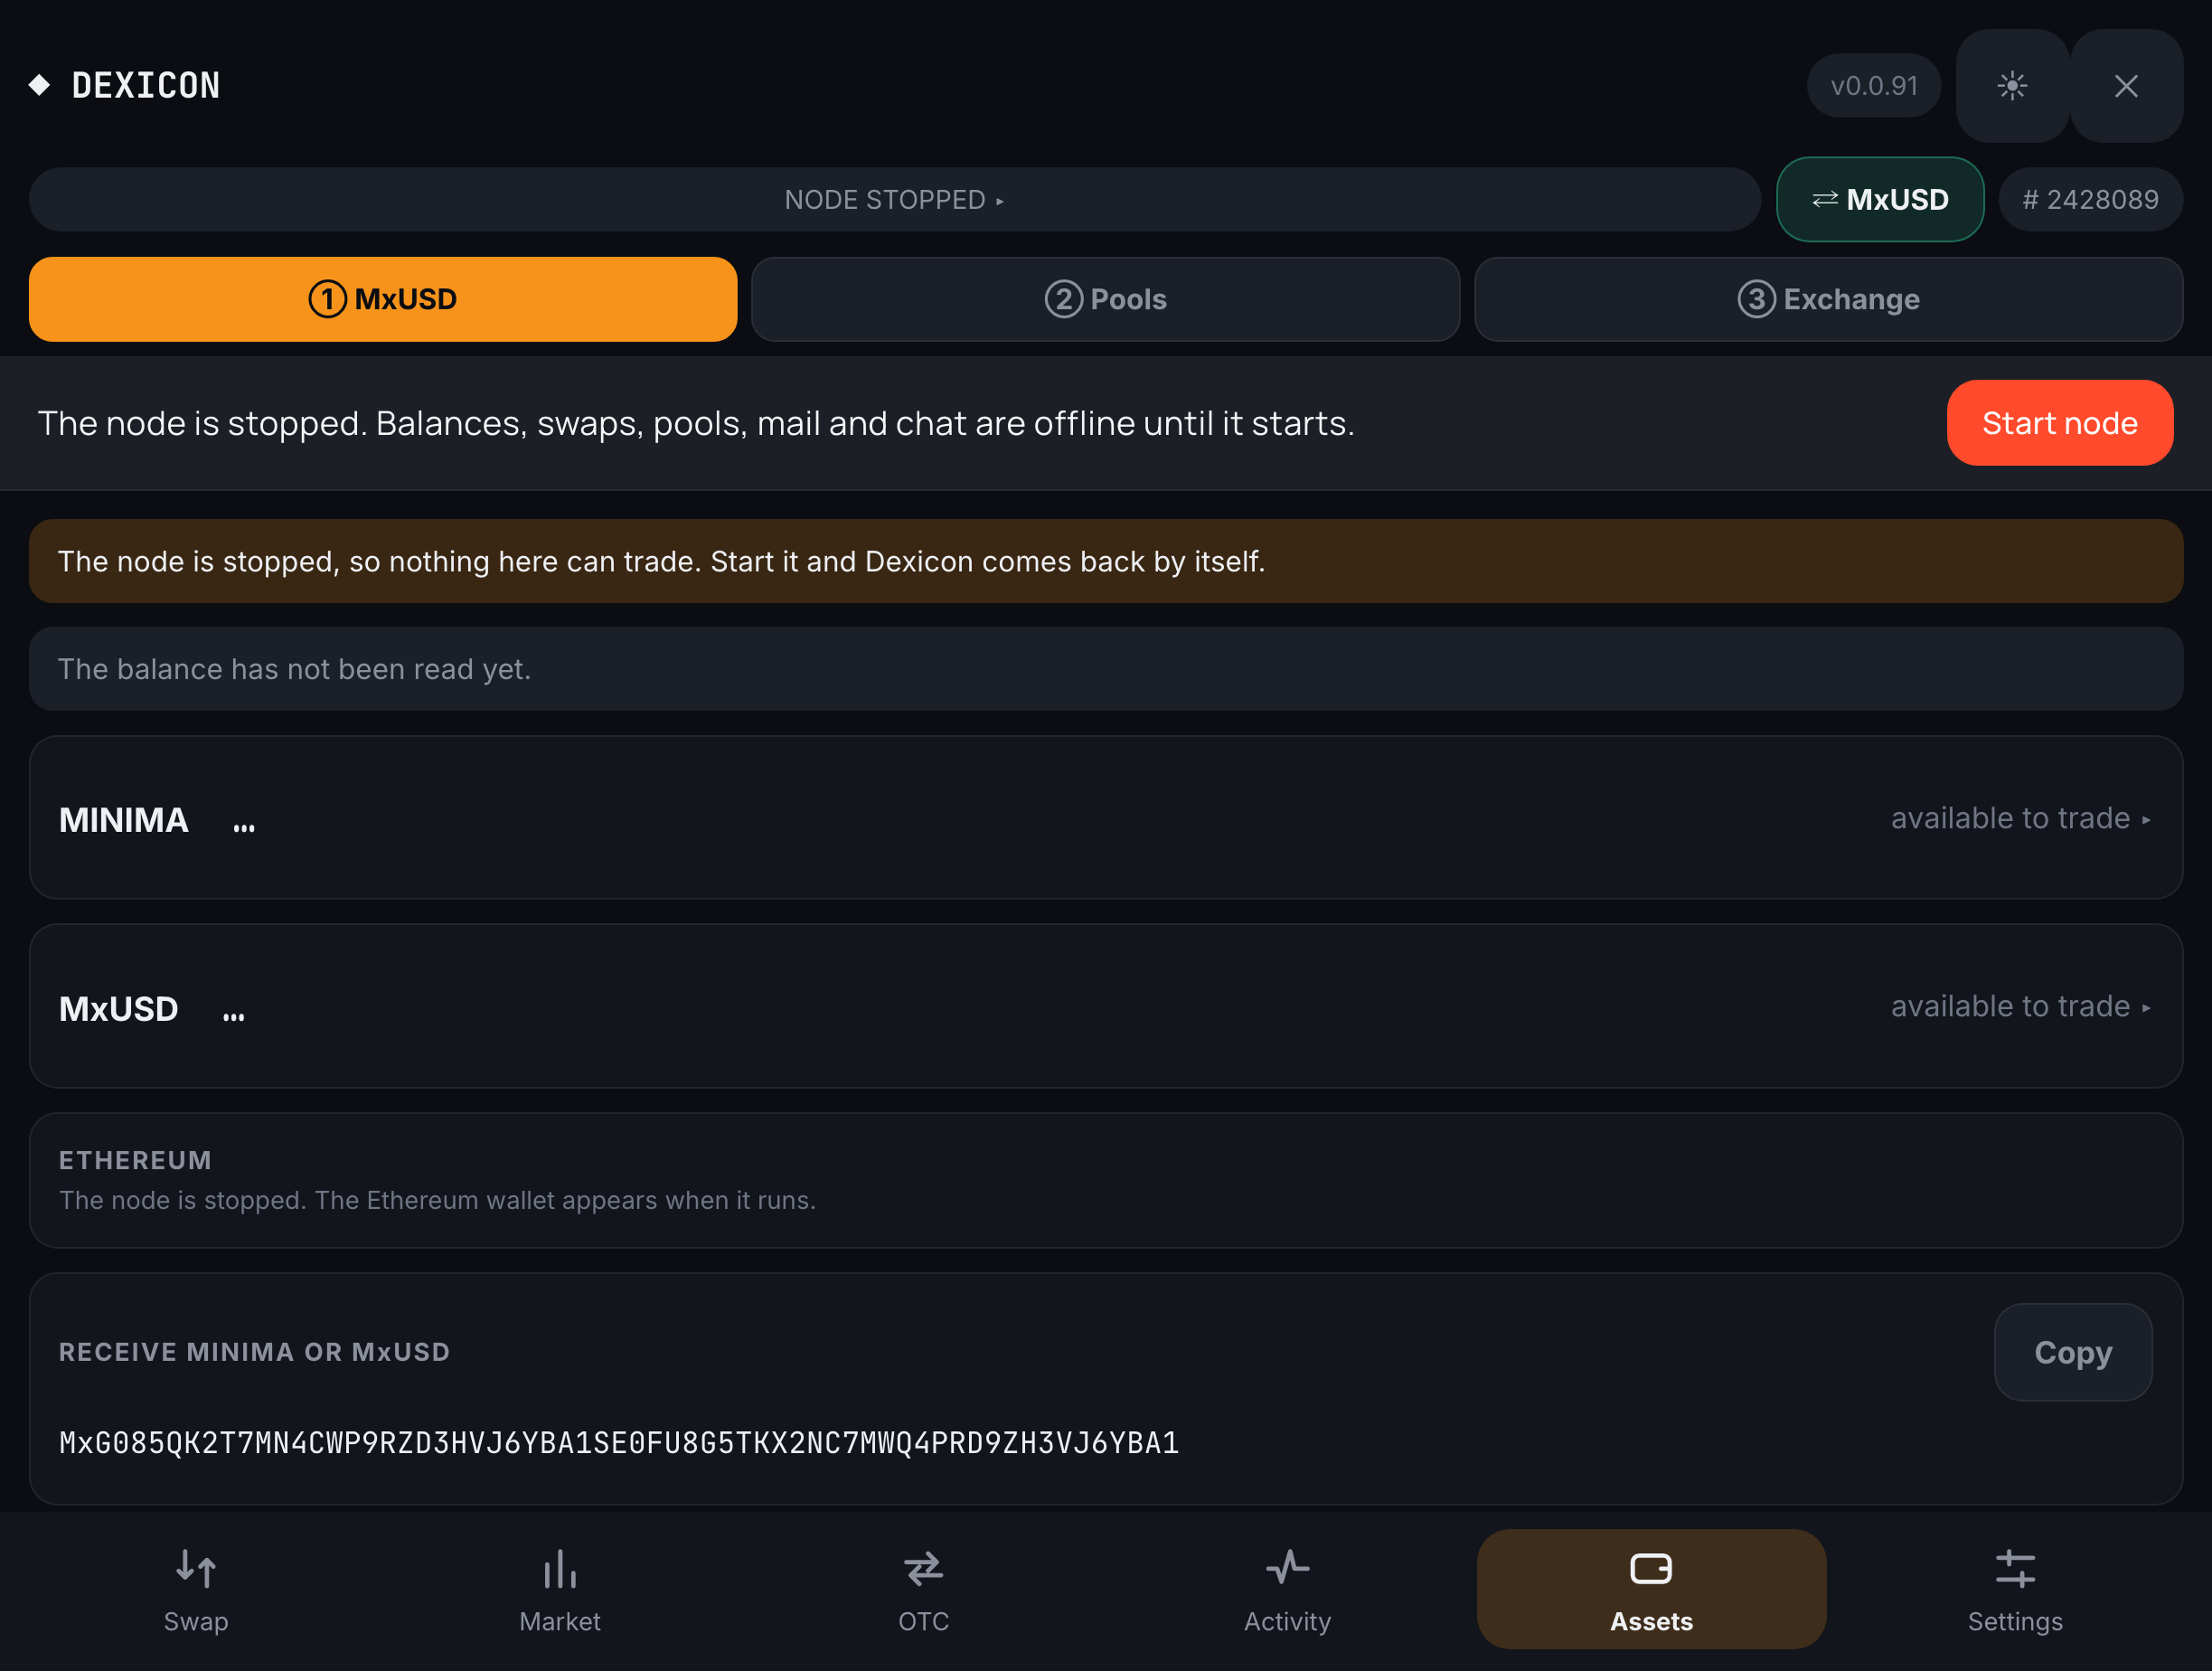 ◆ DEXICON
v0.0.91
NODE STOPPED ▸
⇄ MxUSD
# 2428089
① MxUSD
② Pools
③ Exchange
The node is stopped. Balances, swaps, pools, mail and chat are offline until it starts.
Start node
The node is stopped, so nothing here can trade. Start it and Dexicon comes back by itself.
The balance has not been read yet.
MINIMA ...
available to trade ▸
MxUSD ...
available to trade ▸
ETHEREUM
The node is stopped. The Ethereum wallet appears when it runs.
RECEIVE MINIMA OR MxUSD
Copy
MxG085QK2T7MN4CWP9RZD3HVJ6YBA1SE0FU8G5TKX2NC7MWQ4PRD9ZH3VJ6YBA1
Swap
Market
OTC
Activity
Assets
Settings